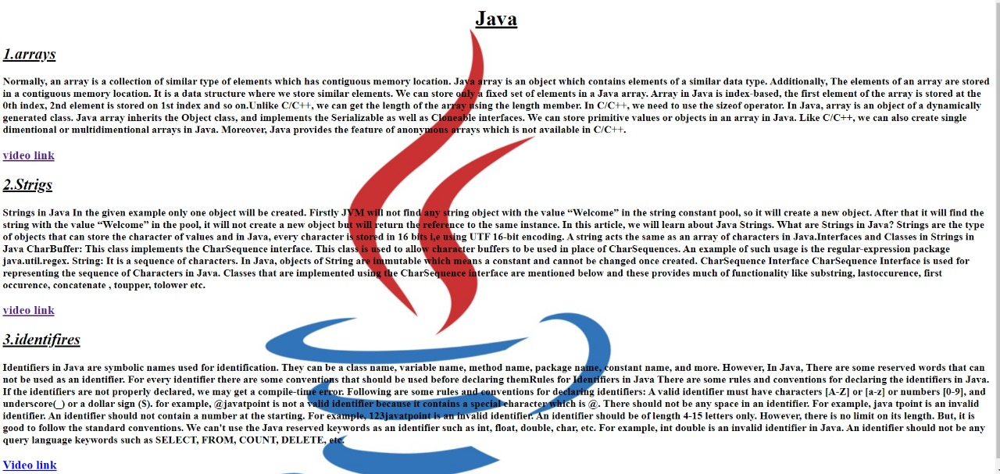 Java
1.arrays
Normally, an array is a collection of similar type of elements which has contiguous memory location. Java array is an object which contains elements of a similar data type. Additionally, The elements of an array are stored
in a contiguous memory location. It is a data structure where we store similar elements. We can store only a fixed set of elements in a Java array. Array in Java is index-based, the first element of the array is stored at the
0th index, 2nd element is stored on 1st index and so on.Unlike C/C++, we can get the length of the array using the length member. In C/C++, we need to use the sizeof operator. In Java, array is an object of a dynamically
generated class. Java array inherits the Object class, and implements the Serializable as well as Cloneable interfaces. We can store primitive values or objects in an array in Java. Like C/C++, we can also create single
dimentional or multidimentional arrays in Java. Moreover, Java provides the feature of anonymous arrays which is not available in C/C++.
video link
2.Strigs
Strings in Java In the given example only one object will be created. Firstly JVM will not find any string object with the value “Welcome” in the string constant pool, so it will create a new object. After that it will find the
string with the value “Welcome” in the pool, it will not create a new object but will return the reference to the same instance. In this article, we will learn about Java Strings. What are Strings in Java? Strings are the type
of objects that can store the character of values and in Java, every character is stored in 16 bits i,e using UTF 16-bit encoding. A string acts the same as an array of characters in Java.Interfaces and Classes in Strings in
Java CharBuffer: This class implements the CharSequence interface. This class is used to allow character buffers to be used in place of CharSequences. An example of such usage is the regular-expression package
java.util.regex. String: It is a sequence of characters. In Java, objects of String are immutable which means a constant and cannot be changed once created. CharSequence Interface CharSequence Interface is used for
representing the sequence of Characters in Java. Classes that are implemented using the CharSequence interface are mentioned below and these provides much of functionality like substring, lastoccurence, first
occurence, concatenate , toupper, tolower etc.
video link
3.identifires
Identifiers in Java are symbolic names used for identification. They can be a class name, variable name, method name, package name, constant name, and more. However, In Java, There are some reserved words that can
not be used as an identifier. For every identifier there are some conventions that should be used before declaring themRules for Identifiers in Java There are some rules and conventions for declaring the identifiers in Java.
If the identifiers are not properly declared, we may get a compile-time error. Following are some rules and conventions for declaring identifiers: A valid identifier must have characters [A-Z] or [a-z] or numbers [0-9], and
underscore(_) or a dollar sign ($). for example, @javatpoint is not a valid identifier because it contains a special character which is @. There should not be any space in an identifier. For example, java tpoint is an invalid
identifier. An identifier should not contain a number at the starting. For example, 123javatpoint is an invalid identifier. An identifier should be of length 4-15 letters only. However, there is no limit on its length. But, it is
good to follow the standard conventions. We can't use the Java reserved keywords as an identifier such as int, float, double, char, etc. For example, int double is an invalid identifier in Java. An identifier should not be any
query language keywords such as SELECT, FROM, COUNT, DELETE, etc.
Video link